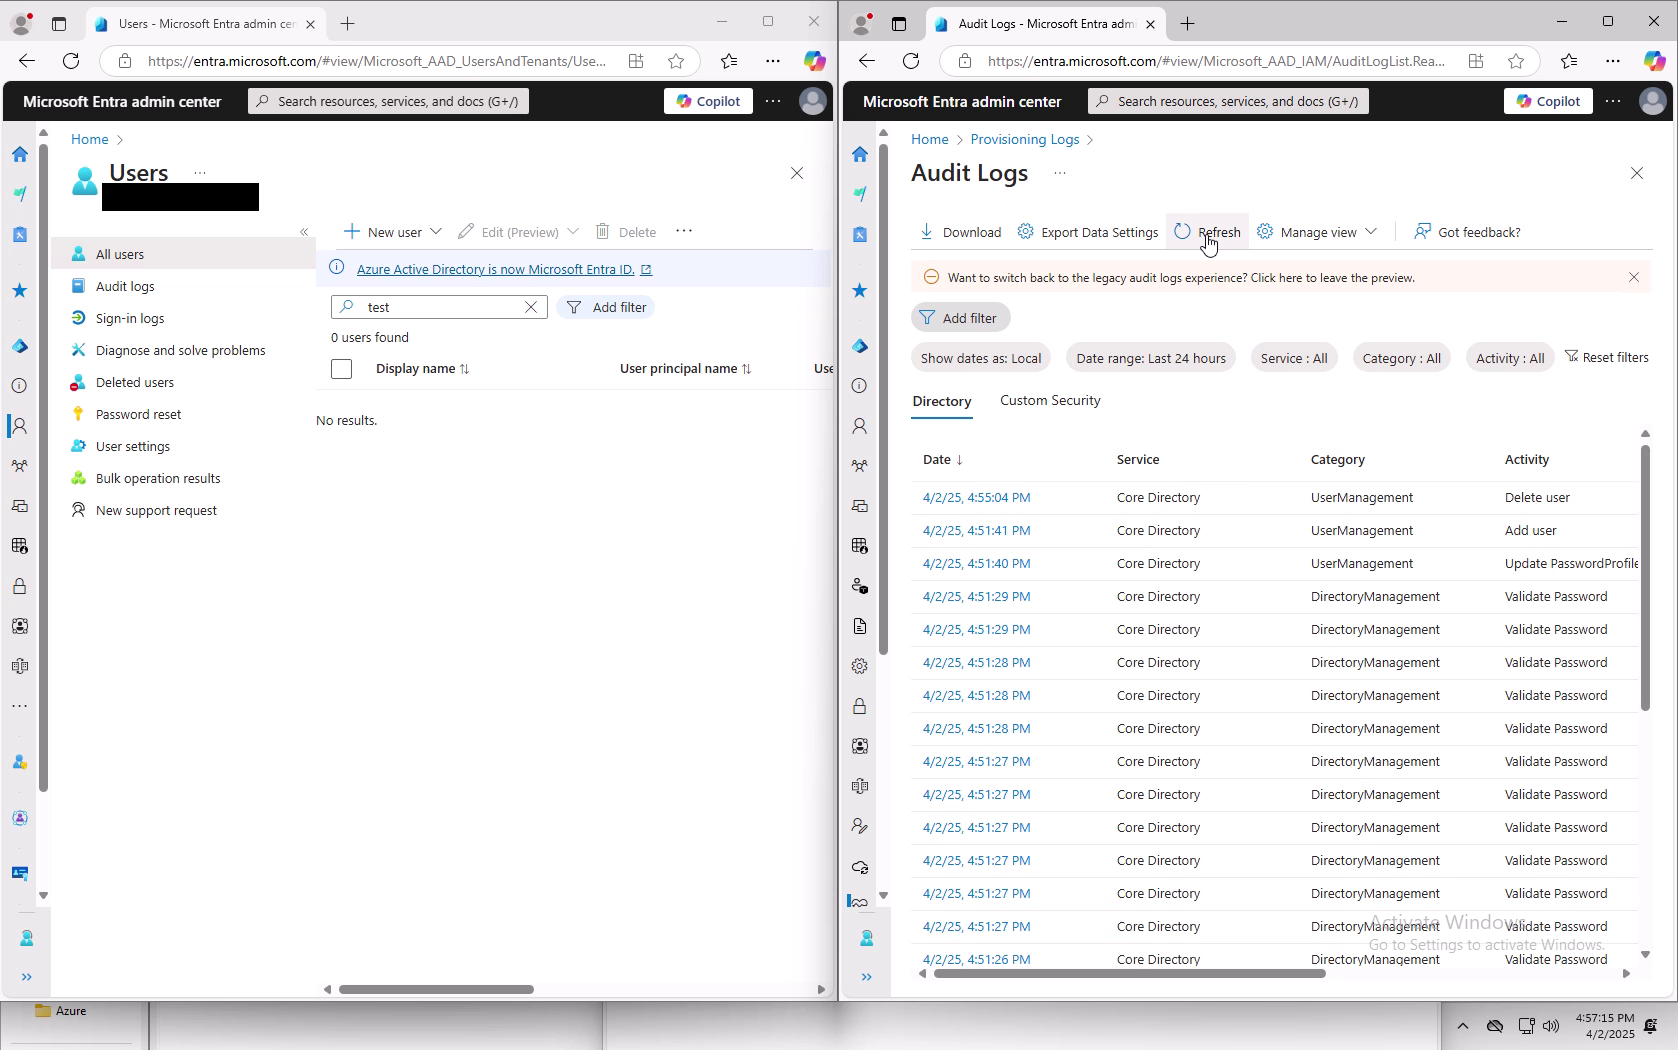 Users - Microsoft Entra admin cen
https://entra.microsoft.com/#view/Microsoft_AAD_UsersAndTenants/Use...
Microsoft Entra admin center
Search resources, services, and docs (G+/)
Copilot
Home >
Users
All users
Audit logs
Sign-in logs
Diagnose and solve problems
Deleted users
Password reset
User settings
Bulk operation results
New support request
New user
Edit (Preview)
Delete
Azure Active Directory is now Microsoft Entra ID.
test
Add filter
0 users found
Display name
User principal name
Use
No results.
Azure
Audit Logs - Microsoft Entra adm
https://entra.microsoft.com/#view/Microsoft_AAD_IAM/AuditLogList.Rea...
Microsoft Entra admin center
Search resources, services, and docs (G+/)
Copilot
Home > Provisioning Logs >
Audit Logs
Download
Export Data Settings
Refresh
Manage view
Got feedback?
Want to switch back to the legacy audit logs experience? Click here to leave the preview.
Add filter
Show dates as: Local
Date range: Last 24 hours
Service : All
Category : All
Activity : All
Reset filters
Directory
Custom Security
Date Service Category Activity
4/2/25, 4:55:04 PM Core Directory UserManagement Delete user
4/2/25, 4:51:41 PM Core Directory UserManagement Add user
4/2/25, 4:51:40 PM Core Directory UserManagement Update PasswordProfile
4/2/25, 4:51:29 PM Core Directory DirectoryManagement Validate Password
4/2/25, 4:51:29 PM Core Directory DirectoryManagement Validate Password
4/2/25, 4:51:28 PM Core Directory DirectoryManagement Validate Password
4/2/25, 4:51:28 PM Core Directory DirectoryManagement Validate Password
4/2/25, 4:51:28 PM Core Directory DirectoryManagement Validate Password
4/2/25, 4:51:27 PM Core Directory DirectoryManagement Validate Password
4/2/25, 4:51:27 PM Core Directory DirectoryManagement Validate Password
4/2/25, 4:51:27 PM Core Directory DirectoryManagement Validate Password
4/2/25, 4:51:27 PM Core Directory DirectoryManagement Validate Password
4/2/25, 4:51:27 PM Core Directory DirectoryManagement Validate Password
4/2/25, 4:51:27 PM Core Directory DirectoryManagement Validate Password
4/2/25, 4:51:26 PM Core Directory DirectoryManagement Validate Password
Activate Windows
Go to Settings to activate Windows.
4:57:15 PM
4/2/2025